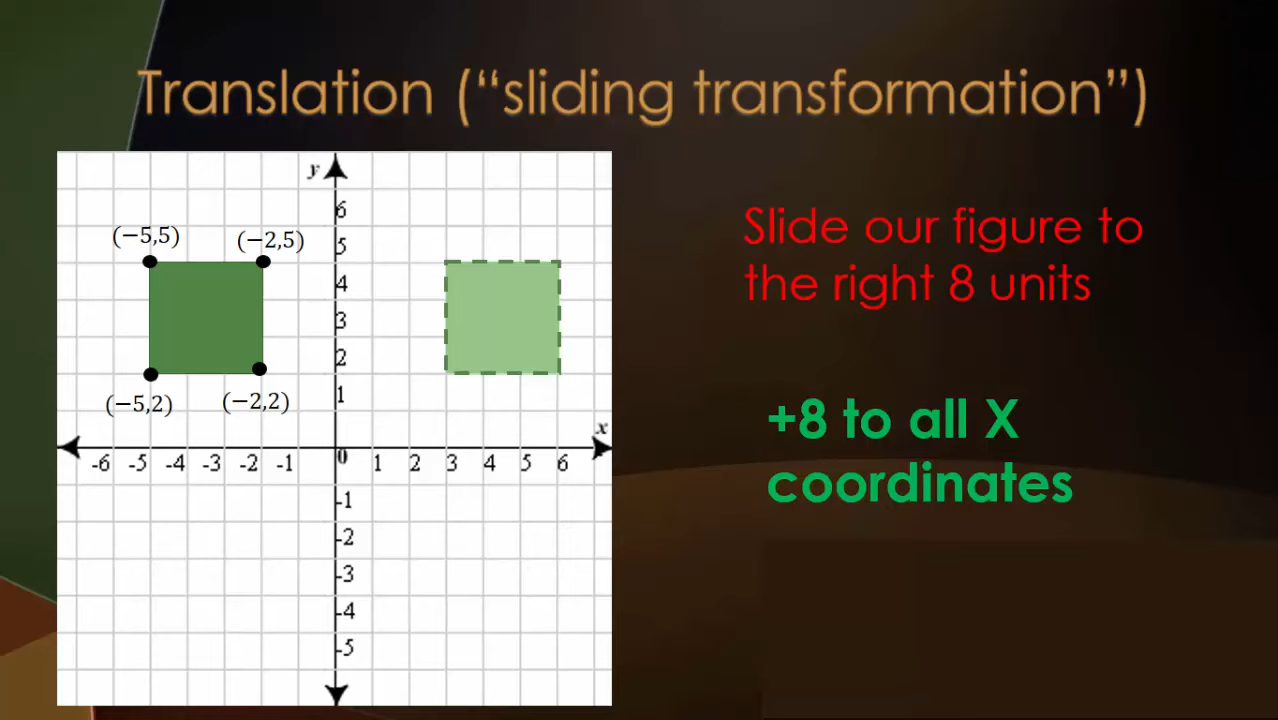 Translation (“sliding transformation”)
y
6
(−5,5) (−2,5) 5
4
3
2
(−5,2) (−2,2) 1
x
-6 -5 -4 -3 -2 -1 0 1 2 3 4 5 6
-1
-2
-3
-4
-5
Slide our figure to
the right 8 units
+8 to all X
coordinates